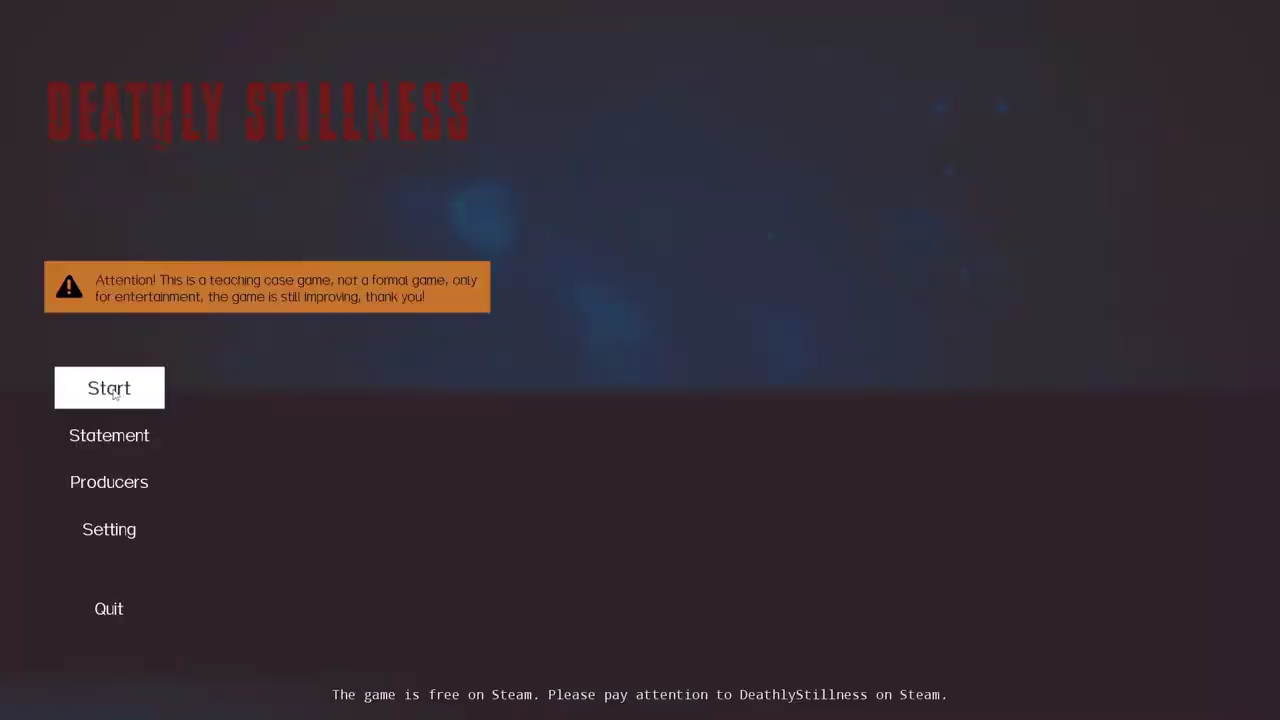 DEATHLY STILLNESS
Attention! This is a teaching case game, not a formal game, only
for entertainment, the game is still improving, thank you!
Start
Statement
Producers
Setting
Quit
The game is free on Steam. Please pay attention to DeathlyStillness on Steam.